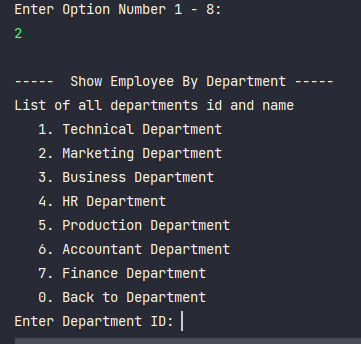 Enter Option Number 1 - 8:
2
-----  Show Employee By Department -----
List of all departments id and name
   1. Technical Department
   2. Marketing Department
   3. Business Department
   4. HR Department
   5. Production Department
   6. Accountant Department
   7. Finance Department
   0. Back to Department
Enter Department ID: